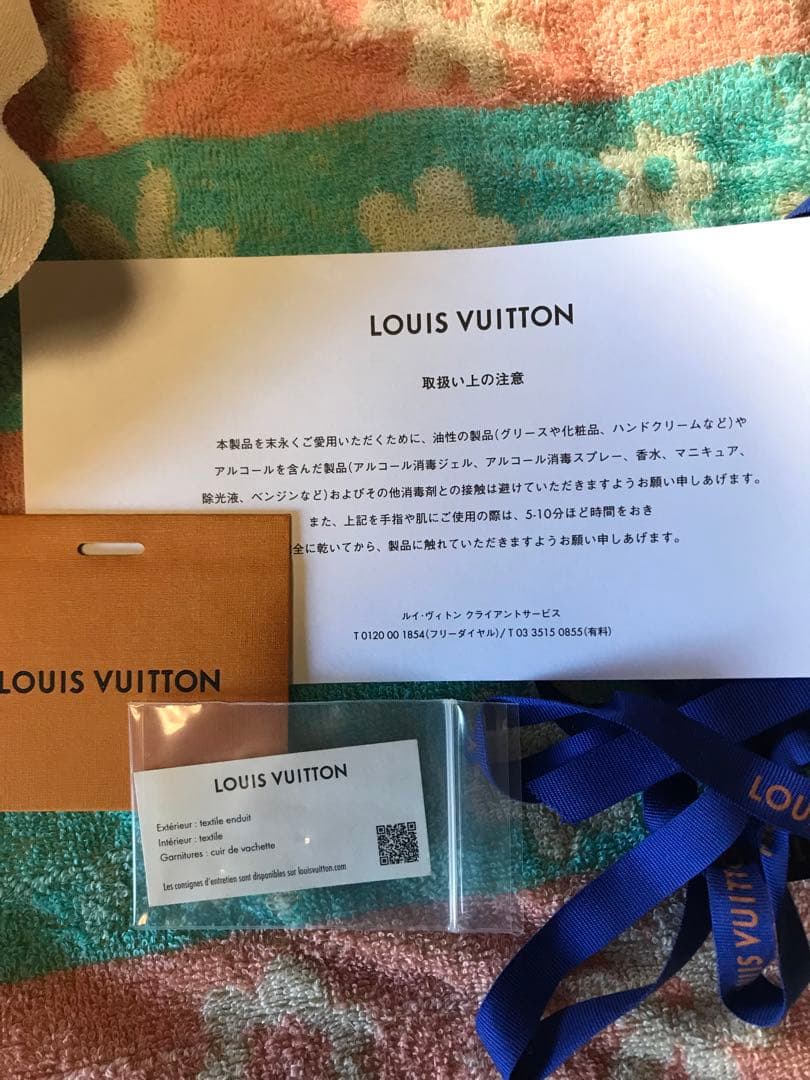 LOUIS VUITTON
取扱い上の注意
本製品を末永くご愛用いただくために、油性の製品(グリースや化粧品、ハンドクリームなど)や
アルコールを含んだ製品(アルコール消毒ジェル、アルコール消毒スプレー、香水、マニキュア、
除光液、ベンジンなど)およびその他消毒剤との接触は避けていただきますようお願い申しあげます。
また、上記を手指や肌にご使用の際は、5-10分ほど時間をおき
全に乾いてから、製品に触れていただきますようお願い申しあげます。
ルイ・ヴィトン クライアントサービス
T 0120 00 1854(フリーダイヤル)/ T 03 3515 0855(有料)
LOUIS VUITTON
LOUIS VUITTON
Extérieur : textile enduit
Intérieur : textile
Garnitures : cuir de vachette
Les consignes d'entretien sont disponibles sur louisvuitton.com
LOU
IS VUITTO